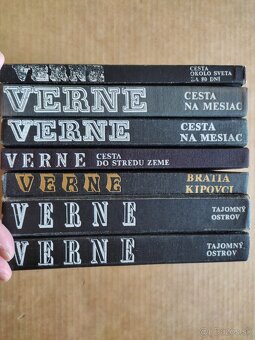 VERNE
CESTA
OKOLO SVETA
ZA 80 DNÍ
VERNE
CESTA
NA MESIAC
VERNE
CESTA
NA MESIAC
VERNE
CESTA
DO STREDU ZEME
VERNE
BRATIA
KIPOVCI
VERNE
TAJOMNÝ
OSTROV
VERNE
TAJOMNÝ
OSTROV